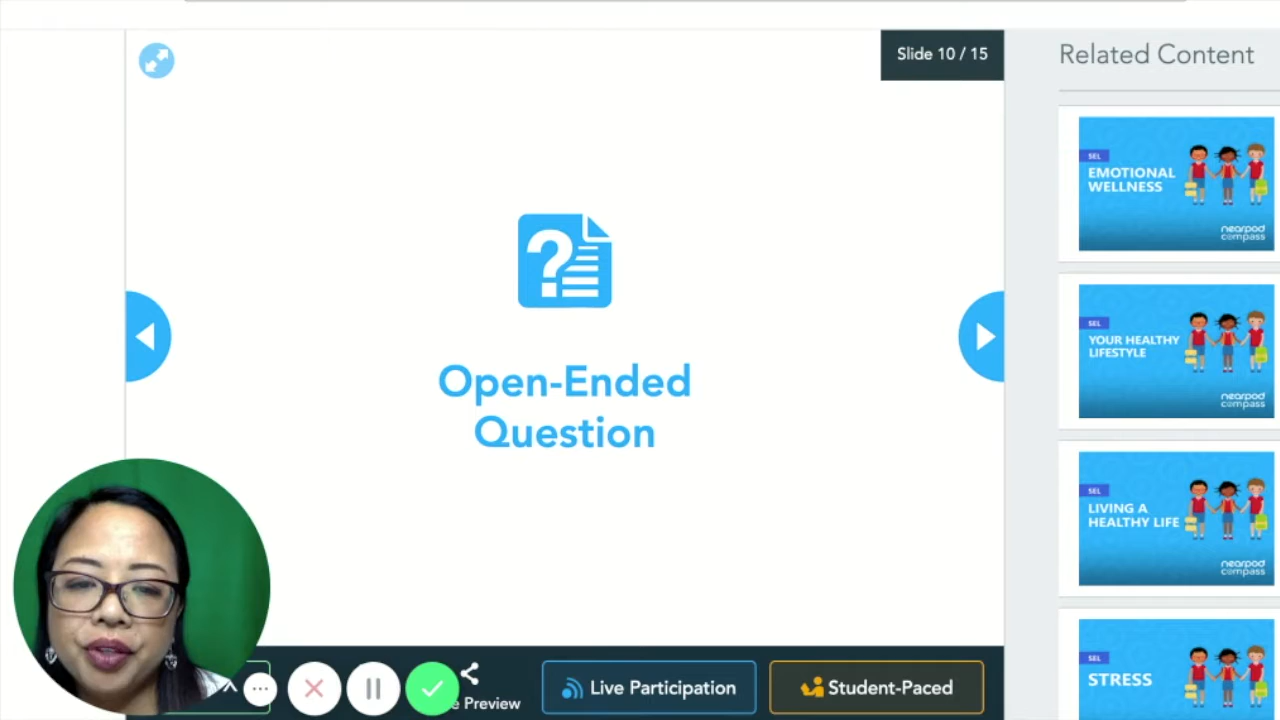 Slide 10 / 15
Related Content
SEL
EMOTIONAL
WELLNESS
nearpod
compass
SEL
YOUR HEALTHY
LIFESTYLE
nearpod
compass
SEL
LIVING A
HEALTHY LIFE
nearpod
compass
SEL
STRESS
Open-Ended
Question
Preview
Live Participation
Student-Paced